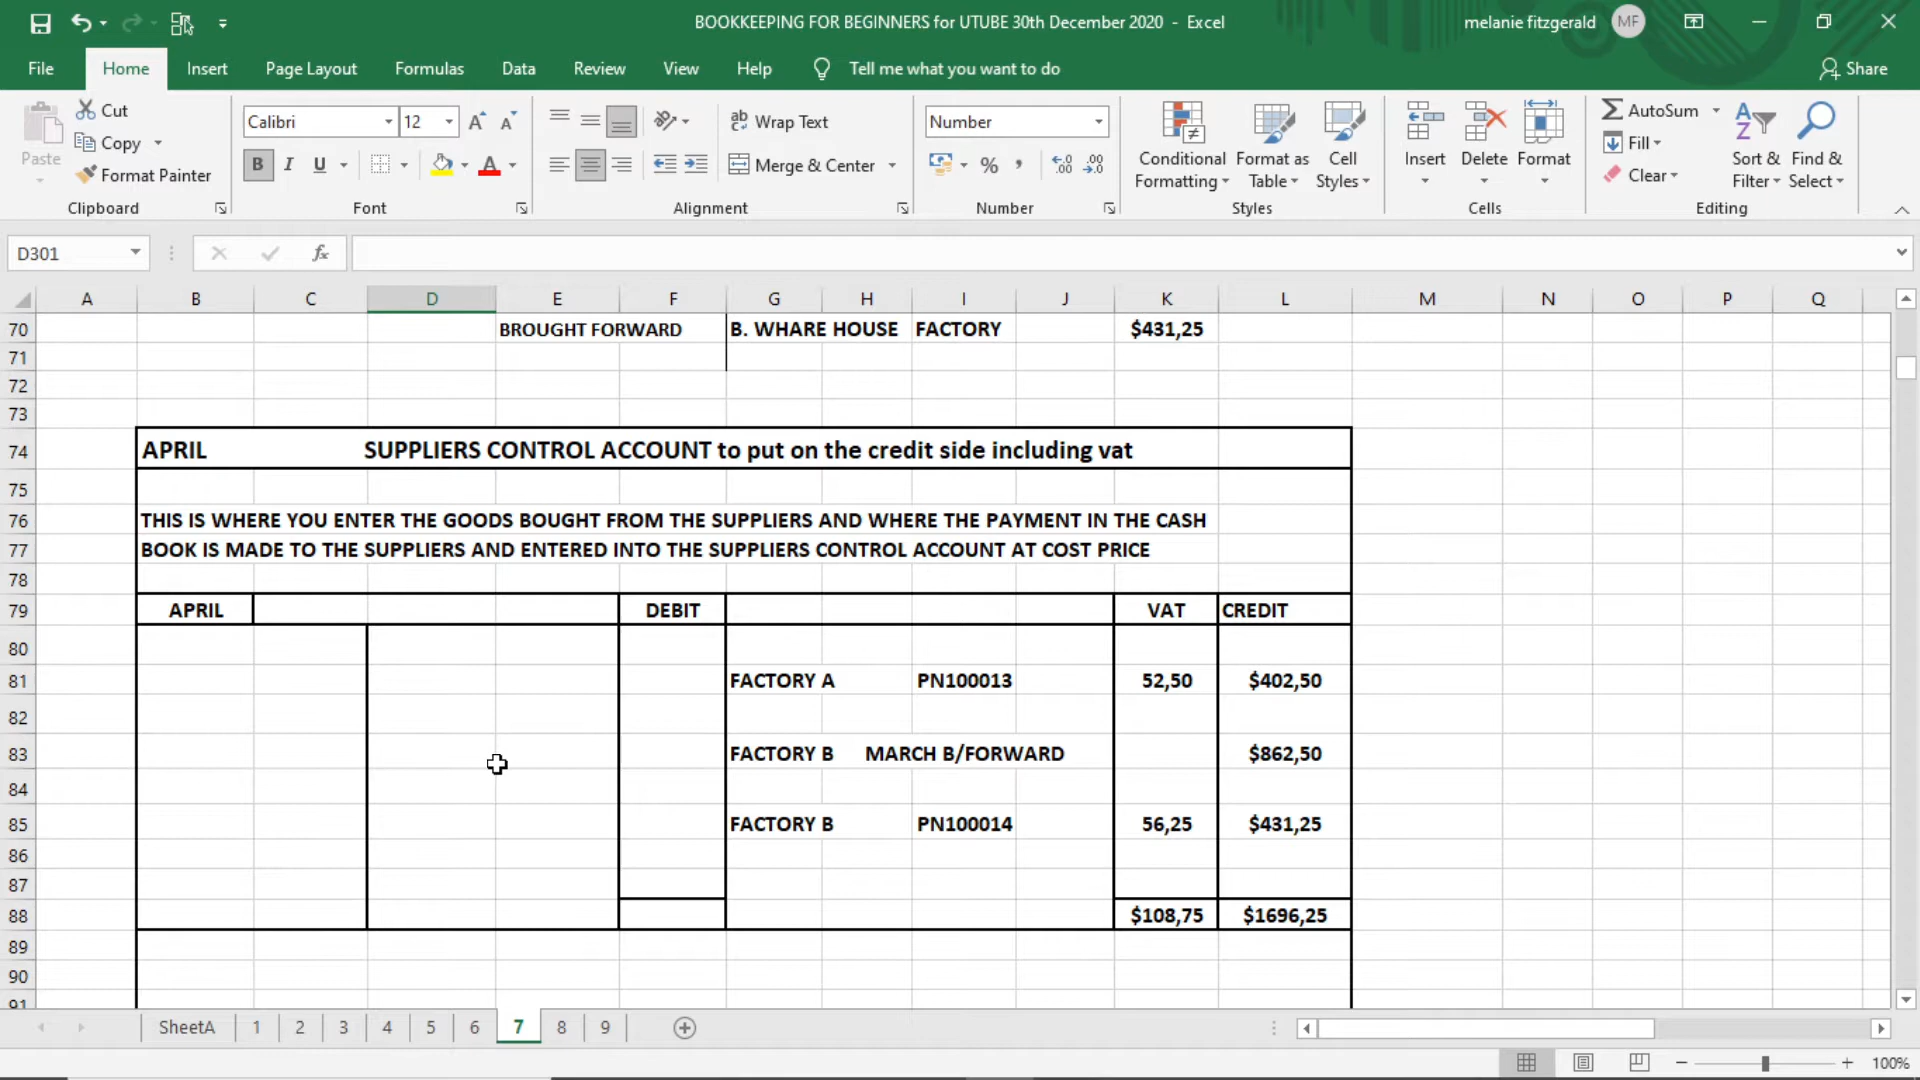 BOOKKEEPING FOR BEGINNERS for UTUBE 30th December 2020 - Excel
melanie fitzgerald MF
File Home Insert Page Layout Formulas Data Review View Help Tell me what you want to do Share
Paste
Cut
Copy
Format Painter
Clipboard
Calibri 12
B I U
Font
Wrap Text
Merge & Center
Alignment
Number
%
Number
Conditional Formatting
Format as Table
Cell Styles
Styles
Insert Delete Format
Cells
AutoSum
Fill
Clear
Sort & Filter
Find & Select
Editing
D301 fx
A B C D E F G H I J K L M N O P Q
70 BROUGHT FORWARD B. WHARE HOUSE FACTORY $431,25
71
72
73
74 APRIL SUPPLIERS CONTROL ACCOUNT to put on the credit side including vat
75
76 THIS IS WHERE YOU ENTER THE GOODS BOUGHT FROM THE SUPPLIERS AND WHERE THE PAYMENT IN THE CASH
77 BOOK IS MADE TO THE SUPPLIERS AND ENTERED INTO THE SUPPLIERS CONTROL ACCOUNT AT COST PRICE
78
79 APRIL DEBIT VAT CREDIT
80
81 FACTORY A PN100013 52,50 $402,50
82
83 FACTORY B MARCH B/FORWARD $862,50
84
85 FACTORY B PN100014 56,25 $431,25
86
87
88 $108,75 $1696,25
89
90
91
SheetA 1 2 3 4 5 6 7 8 9
100%